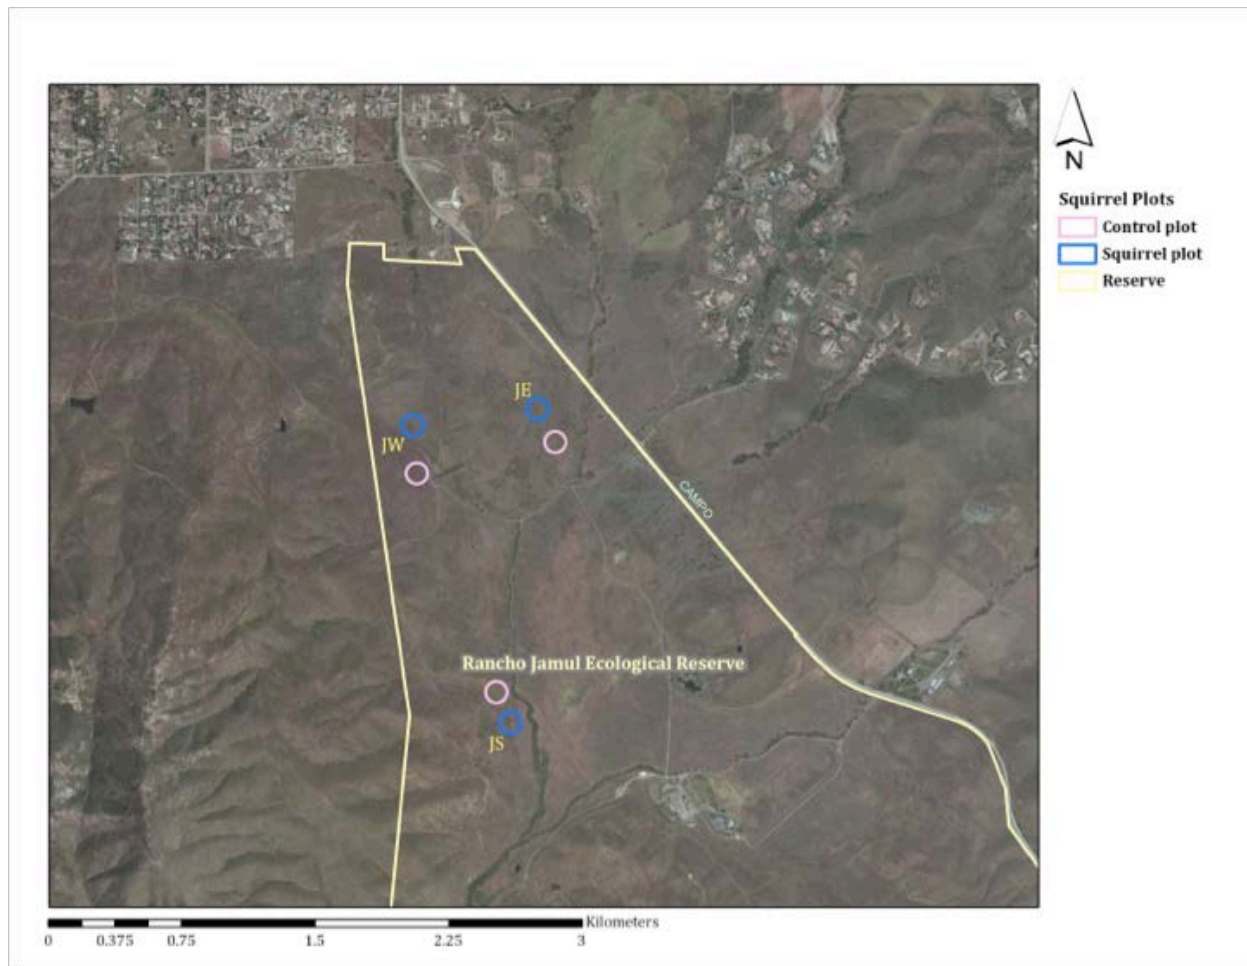 N
Squirrel Plots
Control plot
Squirrel plot
Reserve
JE
JW
CAMPO
Rancho Jamul Ecological Reserve
JS
Kilometers
0 0.375 0.75 1.5 2.25 3